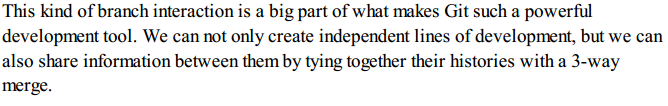 This kind of branch interaction is a big part of what makes Git such a powerful
development tool. We can not only create independent lines of development, but we can
also share information between them by tying together their histories with a 3-way
merge.